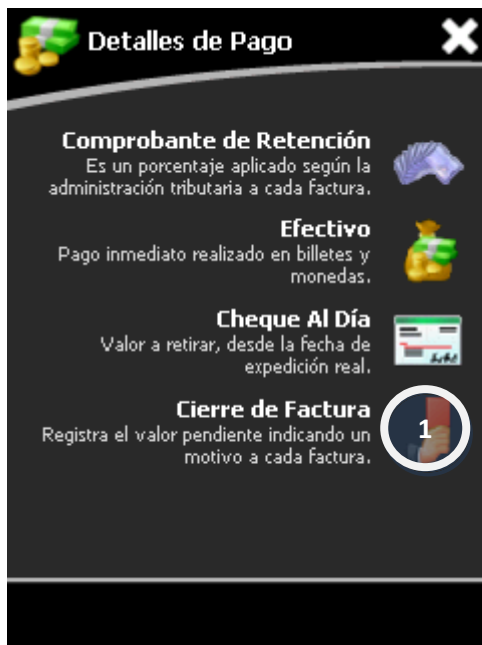 Detalles de Pago
Comprobante de Retención
Es un porcentaje aplicado según la
administración tributaria a cada factura.
Efectivo
Pago inmediato realizado en billetes y
monedas.
Cheque Al Día
Valor a retirar, desde la fecha de
expedición real.
Cierre de Factura
Registra el valor pendiente indicando un
motivo a cada factura.
1